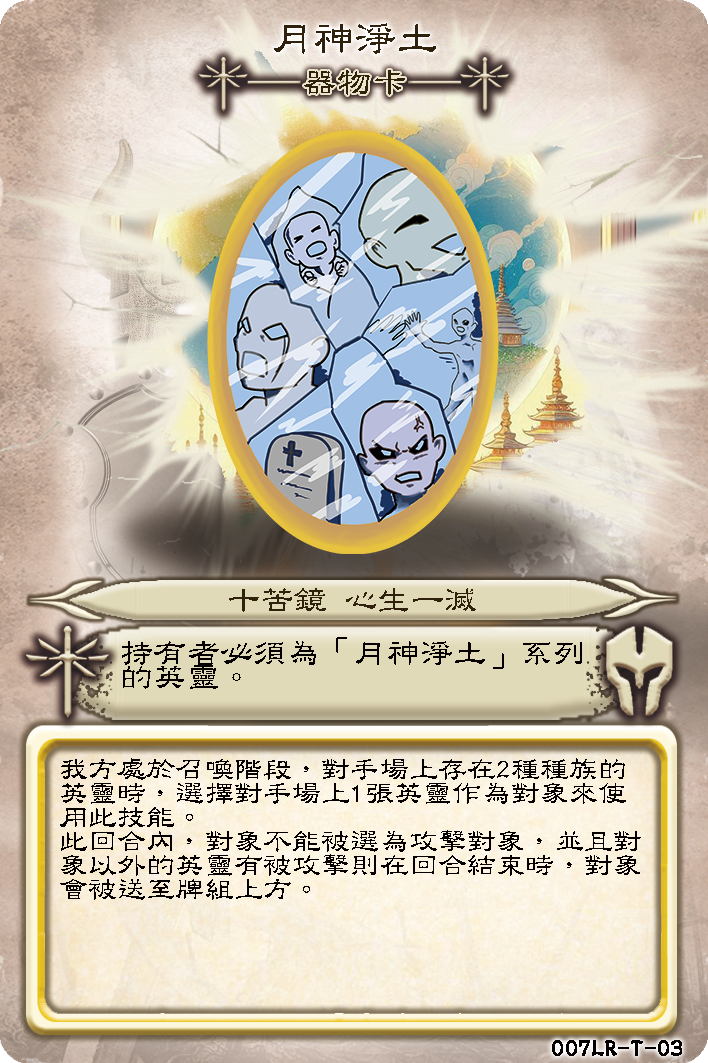 月神淨土
器物卡
十苦鏡 心生一滅
持有者必須為「月神淨土」系列
的英靈。
我方處於召喚階段，對手場上存在2種種族的
英靈時，選擇對手場上1張英靈作為對象來使
用此技能。
此回合內，對象不能被選為攻擊對象，並且對
象以外的英靈有被攻擊則在回合結束時，對象
會被送至牌組上方。
007LR-T-03